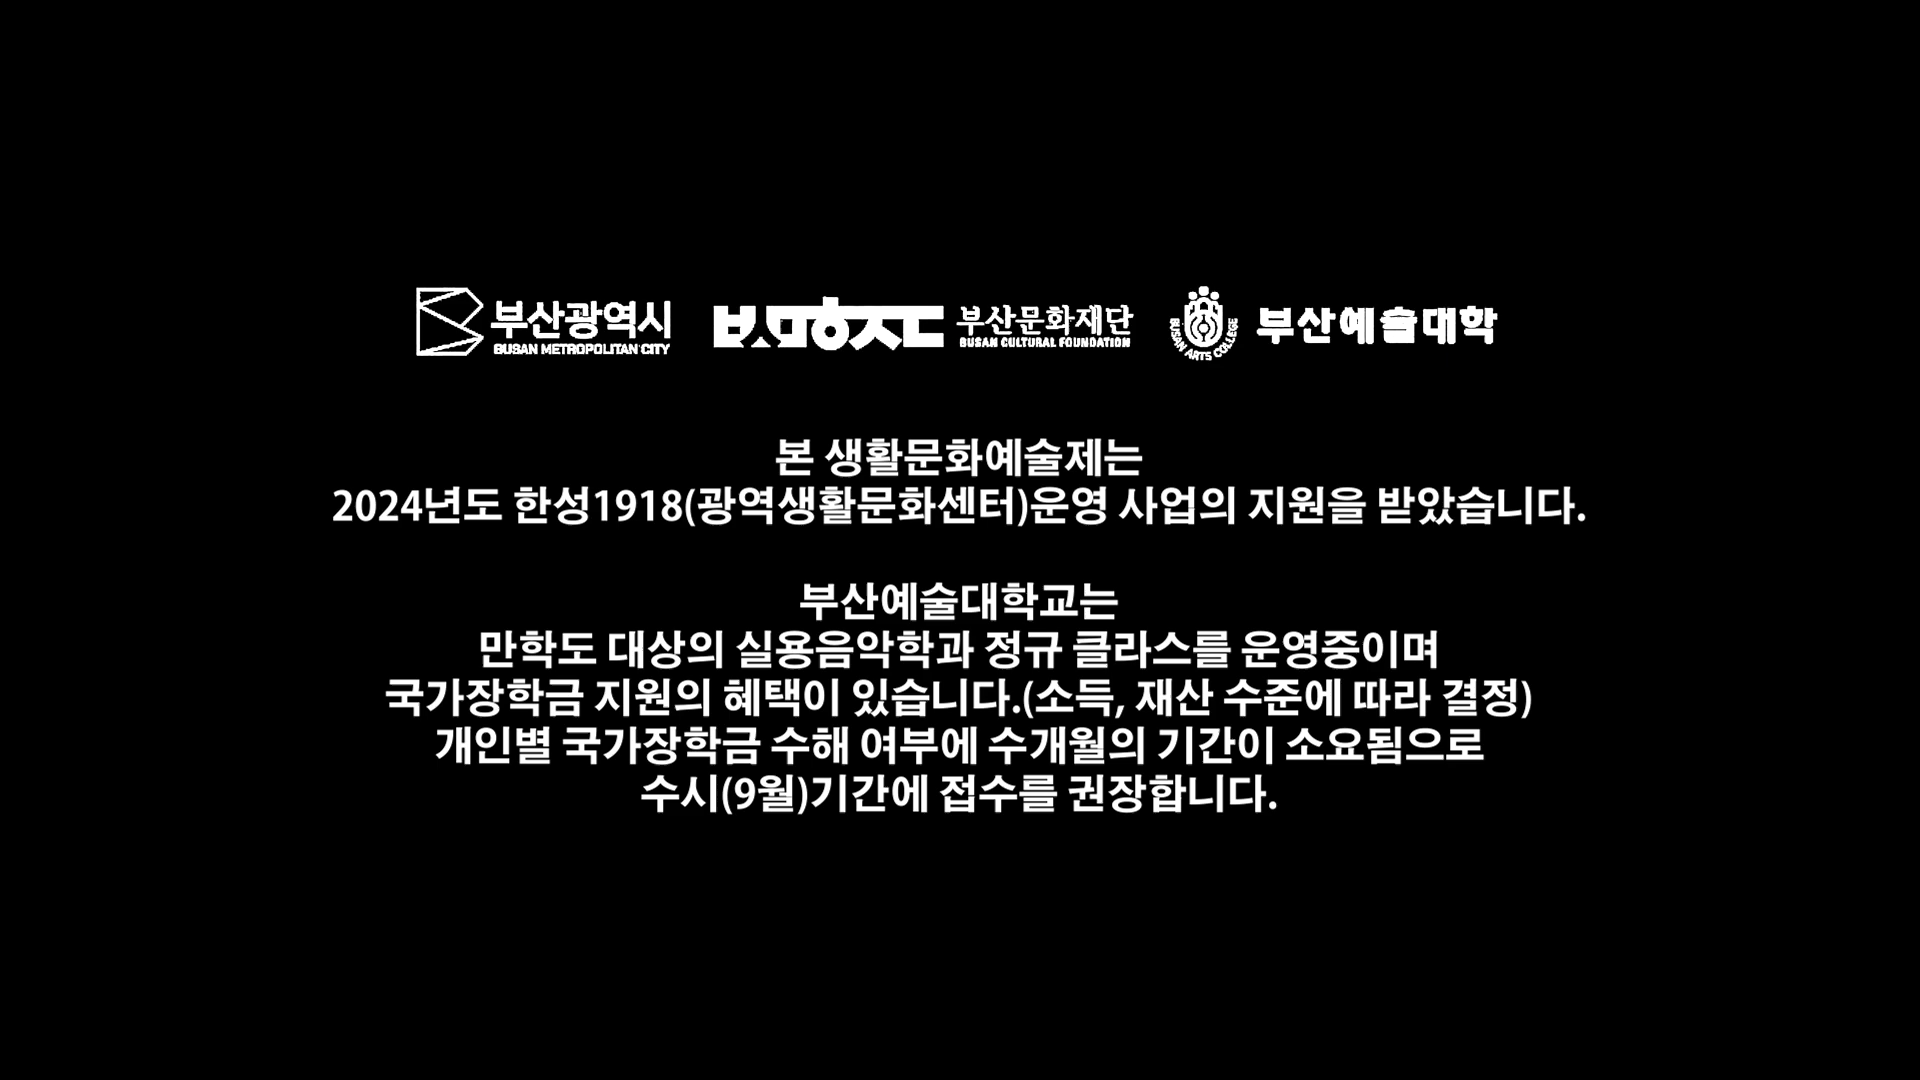 부산광역시
BUSAN METROPOLITAN CITY
부산문화재단
BUSAN CULTURAL FOUNDATION
BUSAN ARTS COLLEGE
부산예술대학
본 생활문화예술제는
2024년도 한성1918(광역생활문화센터)운영 사업의 지원을 받았습니다.
부산예술대학교는
만학도 대상의 실용음악학과 정규 클라스를 운영중이며
국가장학금 지원의 혜택이 있습니다.(소득, 재산 수준에 따라 결정)
개인별 국가장학금 수해 여부에 수개월의 기간이 소요됨으로
수시(9월)기간에 접수를 권장합니다.